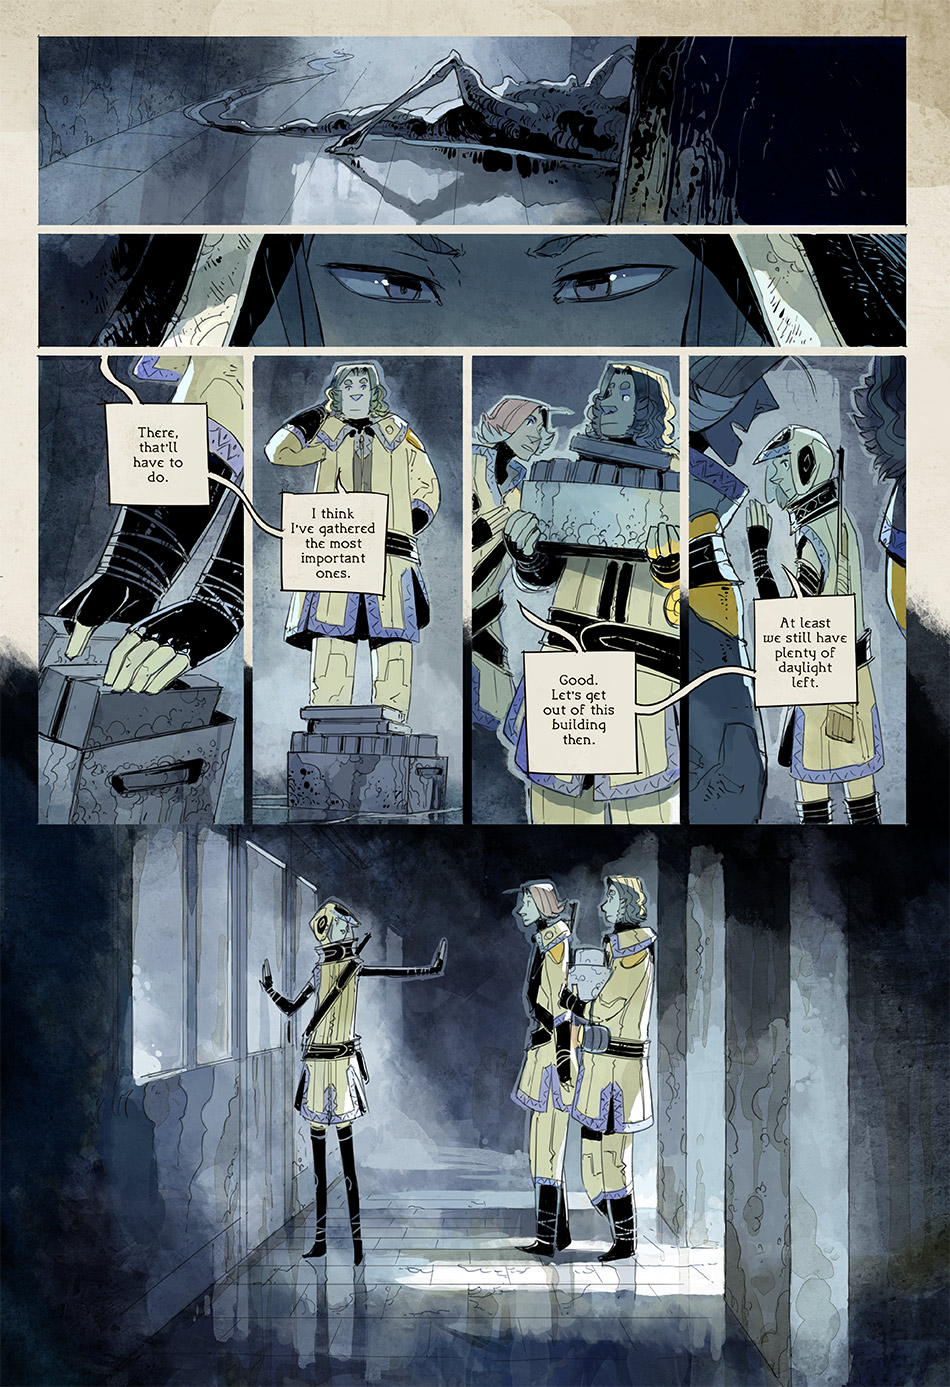 There,
that'll
have to
do.
I think
I've gathered
the most
important
ones.
Good.
Let's get
out of this
building
then.
At least
we still have
plenty of
daylight
left.